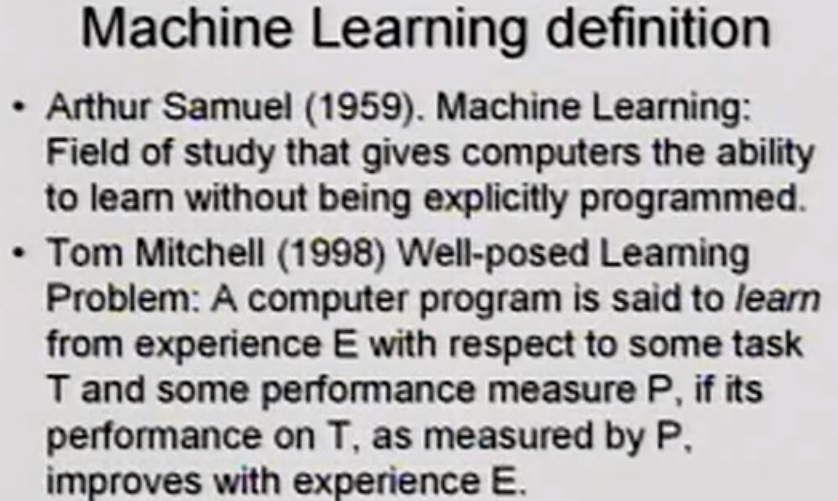 Machine Learning definition
• Arthur Samuel (1959). Machine Learning:
Field of study that gives computers the ability
to learn without being explicitly programmed.
• Tom Mitchell (1998) Well-posed Learning
Problem: A computer program is said to learn
from experience E with respect to some task
T and some performance measure P, if its
performance on T, as measured by P,
improves with experience E.